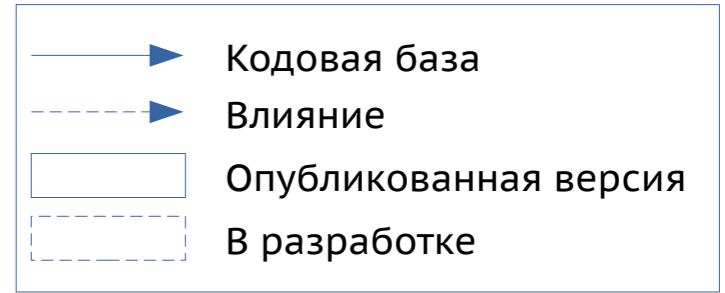 Кодовая база
Влияние
Опубликованная версия
В разработке